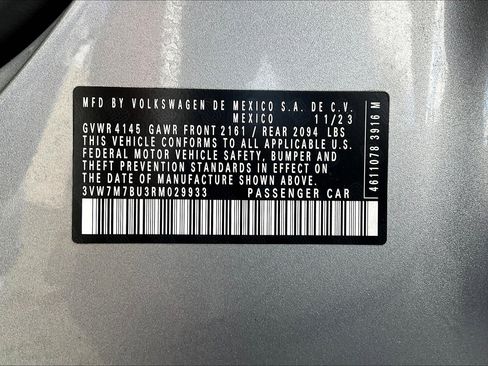 MFD BY VOLKSWAGEN DE MEXICO S.A. DE C.V.
MEXICO 11/23
GVWR 4145 GAWR FRONT 2161 / REAR 2094 LBS
THIS VEHICLE CONFORMS TO ALL APPLICABLE U.S.
FEDERAL MOTOR VEHICLE SAFETY, BUMPER AND
THEFT PREVENTION STANDARDS IN EFFECT ON
THE DATE OF MANUFACTURE SHOWN ABOVE.
3VW7M7BU3RM029933 PASSENGER CAR
4611078 3916 M